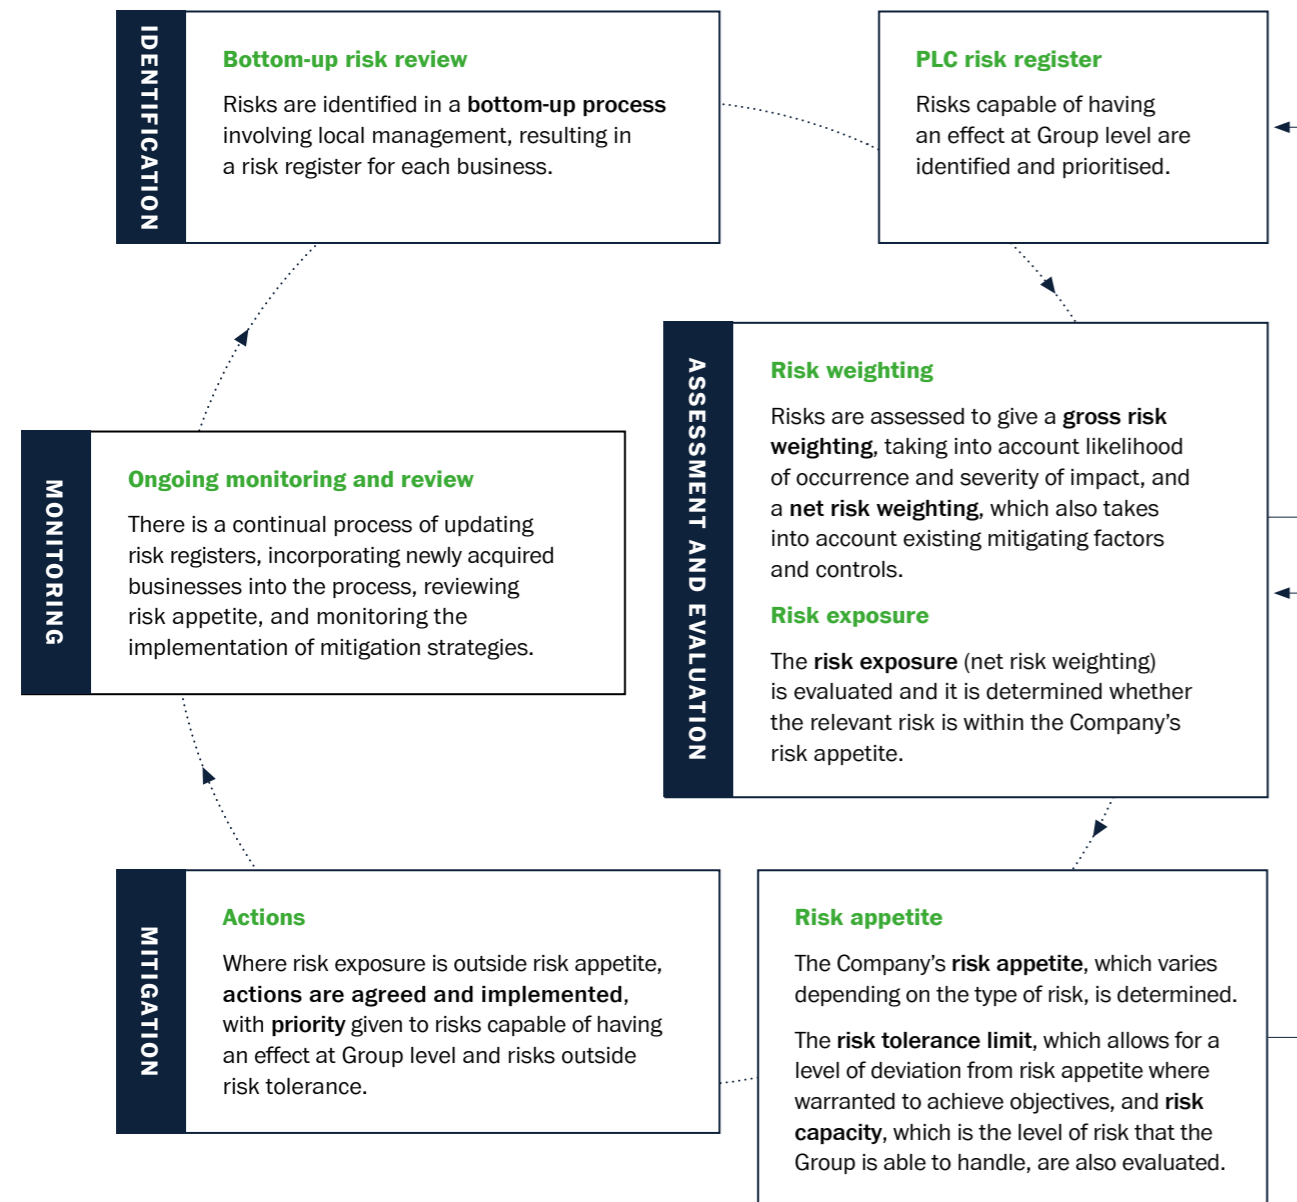 IDENTIFICATION
Bottom-up risk review
Risks are identified in a bottom-up process
involving local management, resulting in
a risk register for each business.
PLC risk register
Risks capable of having
an effect at Group level are
identified and prioritised.
ASSESSMENT AND EVALUATION
Risk weighting
Risks are assessed to give a gross risk
weighting, taking into account likelihood
of occurrence and severity of impact, and
a net risk weighting, which also takes
into account existing mitigating factors
and controls.
Risk exposure
The risk exposure (net risk weighting)
is evaluated and it is determined whether
the relevant risk is within the Company’s
risk appetite.
MONITORING
Ongoing monitoring and review
There is a continual process of updating
risk registers, incorporating newly acquired
businesses into the process, reviewing
risk appetite, and monitoring the
implementation of mitigation strategies.
MITIGATION
Actions
Where risk exposure is outside risk appetite,
actions are agreed and implemented,
with priority given to risks capable of having
an effect at Group level and risks outside
risk tolerance.
Risk appetite
The Company’s risk appetite, which varies
depending on the type of risk, is determined.
The risk tolerance limit, which allows for a
level of deviation from risk appetite where
warranted to achieve objectives, and risk
capacity, which is the level of risk that the
Group is able to handle, are also evaluated.